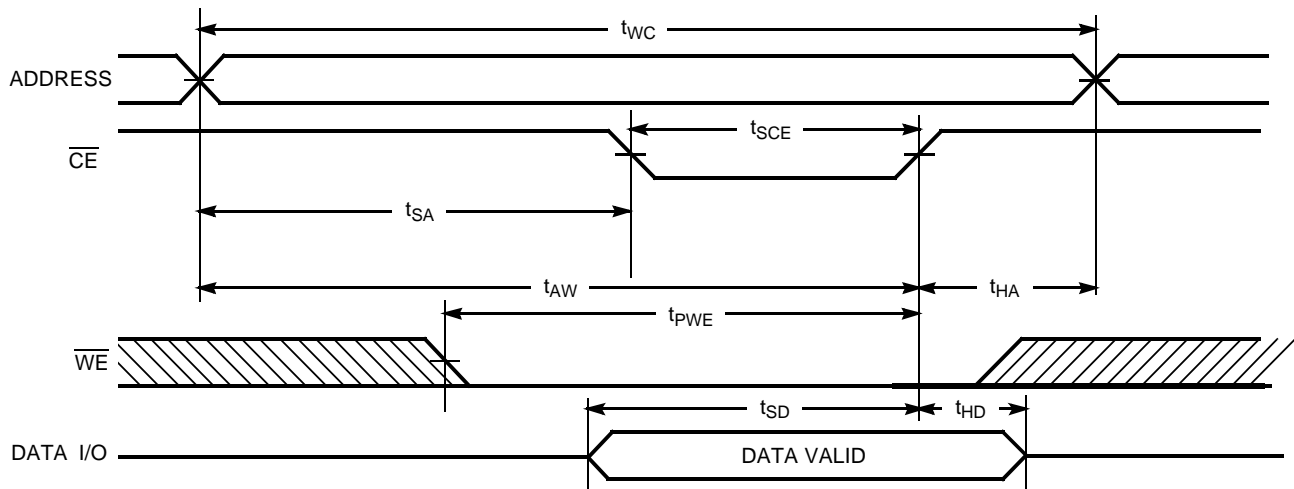 tWC
ADDRESS
tSCE
CE
tSA
tAW
tHA
tPWE
WE
tSD
tHD
DATA I/O
DATA VALID